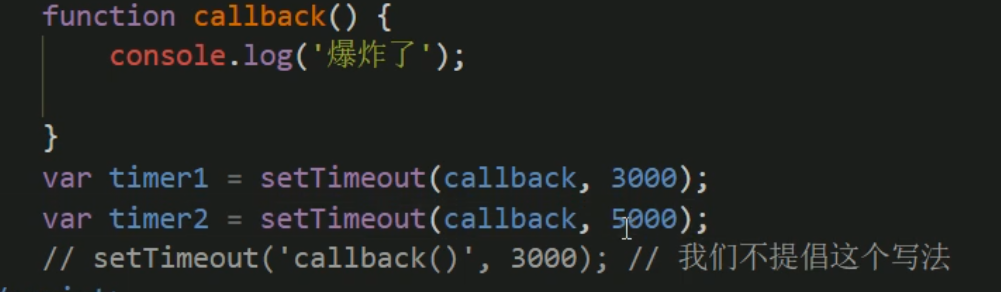 function callback() {
console.log('爆炸了');
}
var timer1 = setTimeout(callback, 3000);
var timer2 = setTimeout(callback, 5000);
// setTimeout('callback()', 3000); // 我们不提倡这个写法